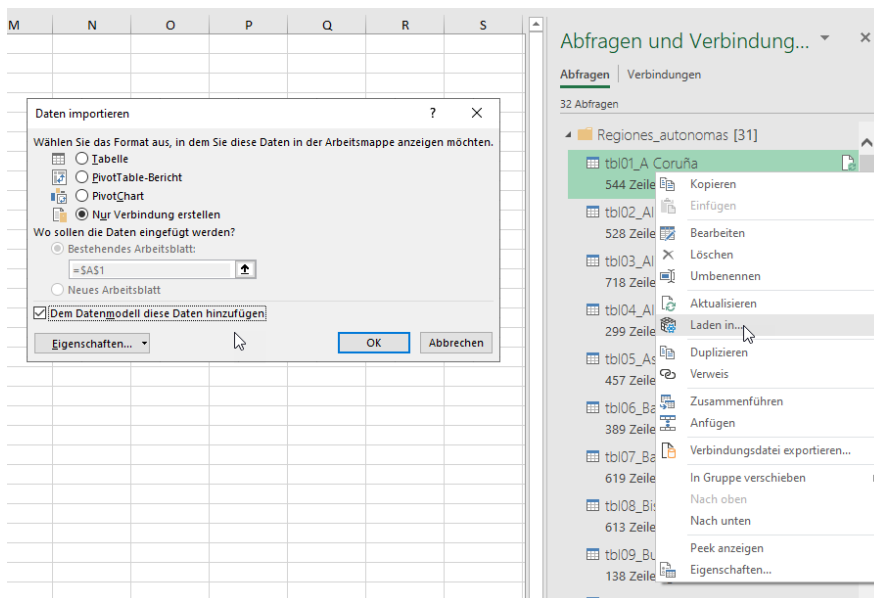 M N O P Q R S
Daten importieren ? ✕
Wählen Sie das Format aus, in dem Sie diese Daten in der Arbeitsmappe anzeigen möchten.
Tabelle
PivotTable-Bericht
PivotChart
Nur Verbindung erstellen
Wo sollen die Daten eingefügt werden?
Bestehendes Arbeitsblatt:
=$A$1
Neues Arbeitsblatt
Dem Datenmodell diese Daten hinzufügen
Eigenschaften... OK Abbrechen
Abfragen und Verbindung...
Abfragen Verbindungen
32 Abfragen
Regiones_autonomas [31]
tbl01_A Coruña
544 Zeile
tbl02_Al
528 Zeile
tbl03_Al
718 Zeile
tbl04_Al
299 Zeile
tbl05_As
457 Zeile
tbl06_Ba
389 Zeile
tbl07_Ba
619 Zeile
tbl08_Bi
613 Zeile
tbl09_Bu
138 Zeile
Kopieren
Einfügen
Bearbeiten
Löschen
Umbenennen
Aktualisieren
Laden in...
Duplizieren
Verweis
Zusammenführen
Anfügen
Verbindungsdatei exportieren...
In Gruppe verschieben
Nach oben
Nach unten
Peek anzeigen
Eigenschaften...